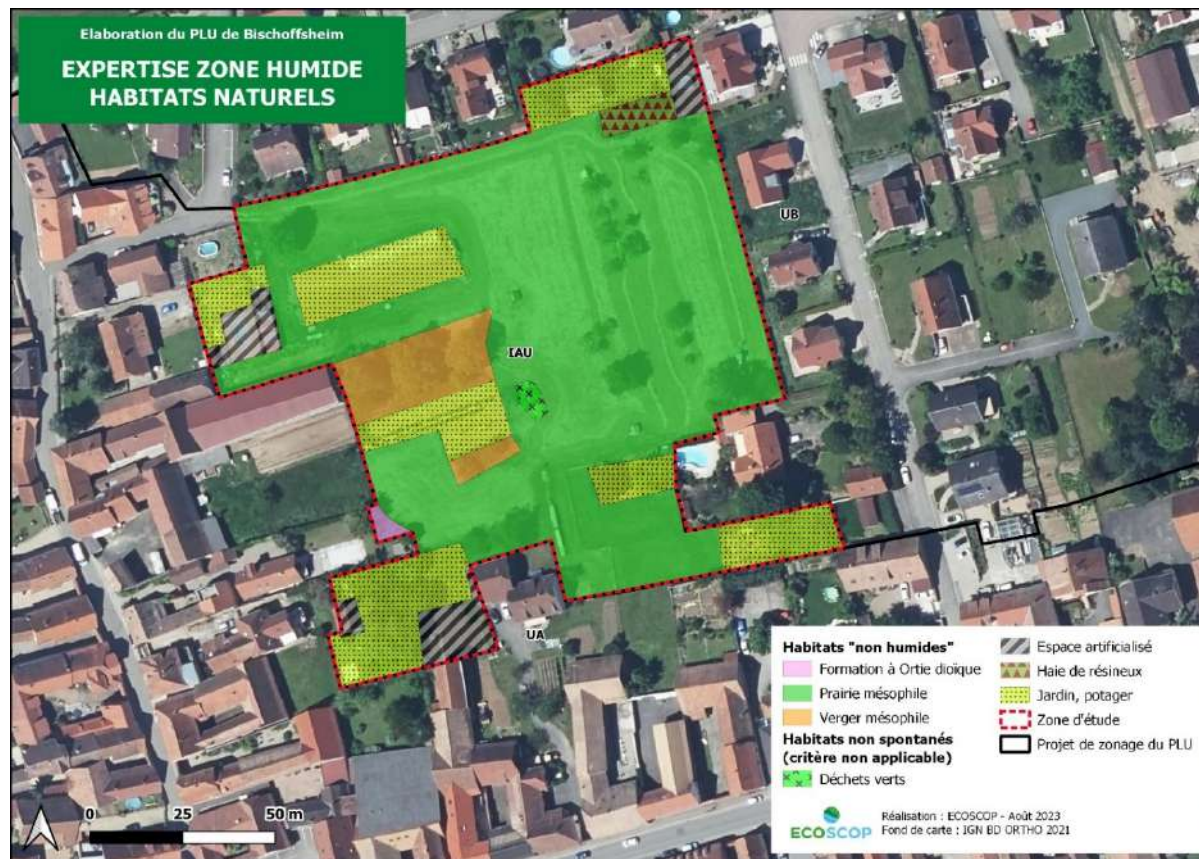 Elaboration du PLU de Bischoffsheim
EXPERTISE ZONE HUMIDE
HABITATS NATURELS
UB
IAU
UA
0 25 50 m
Habitats "non humides"
Formation à Ortie dioïque
Prairie mésophile
Verger mésophile
Habitats non spontanés
(critère non applicable)
Déchets verts
Espace artificialisé
Haie de résineux
Jardin, potager
Zone d'étude
Projet de zonage du PLU
ECOSCOP
Réalisation : ECOSCOP - Août 2023
Fond de carte : IGN BD ORTHO 2021